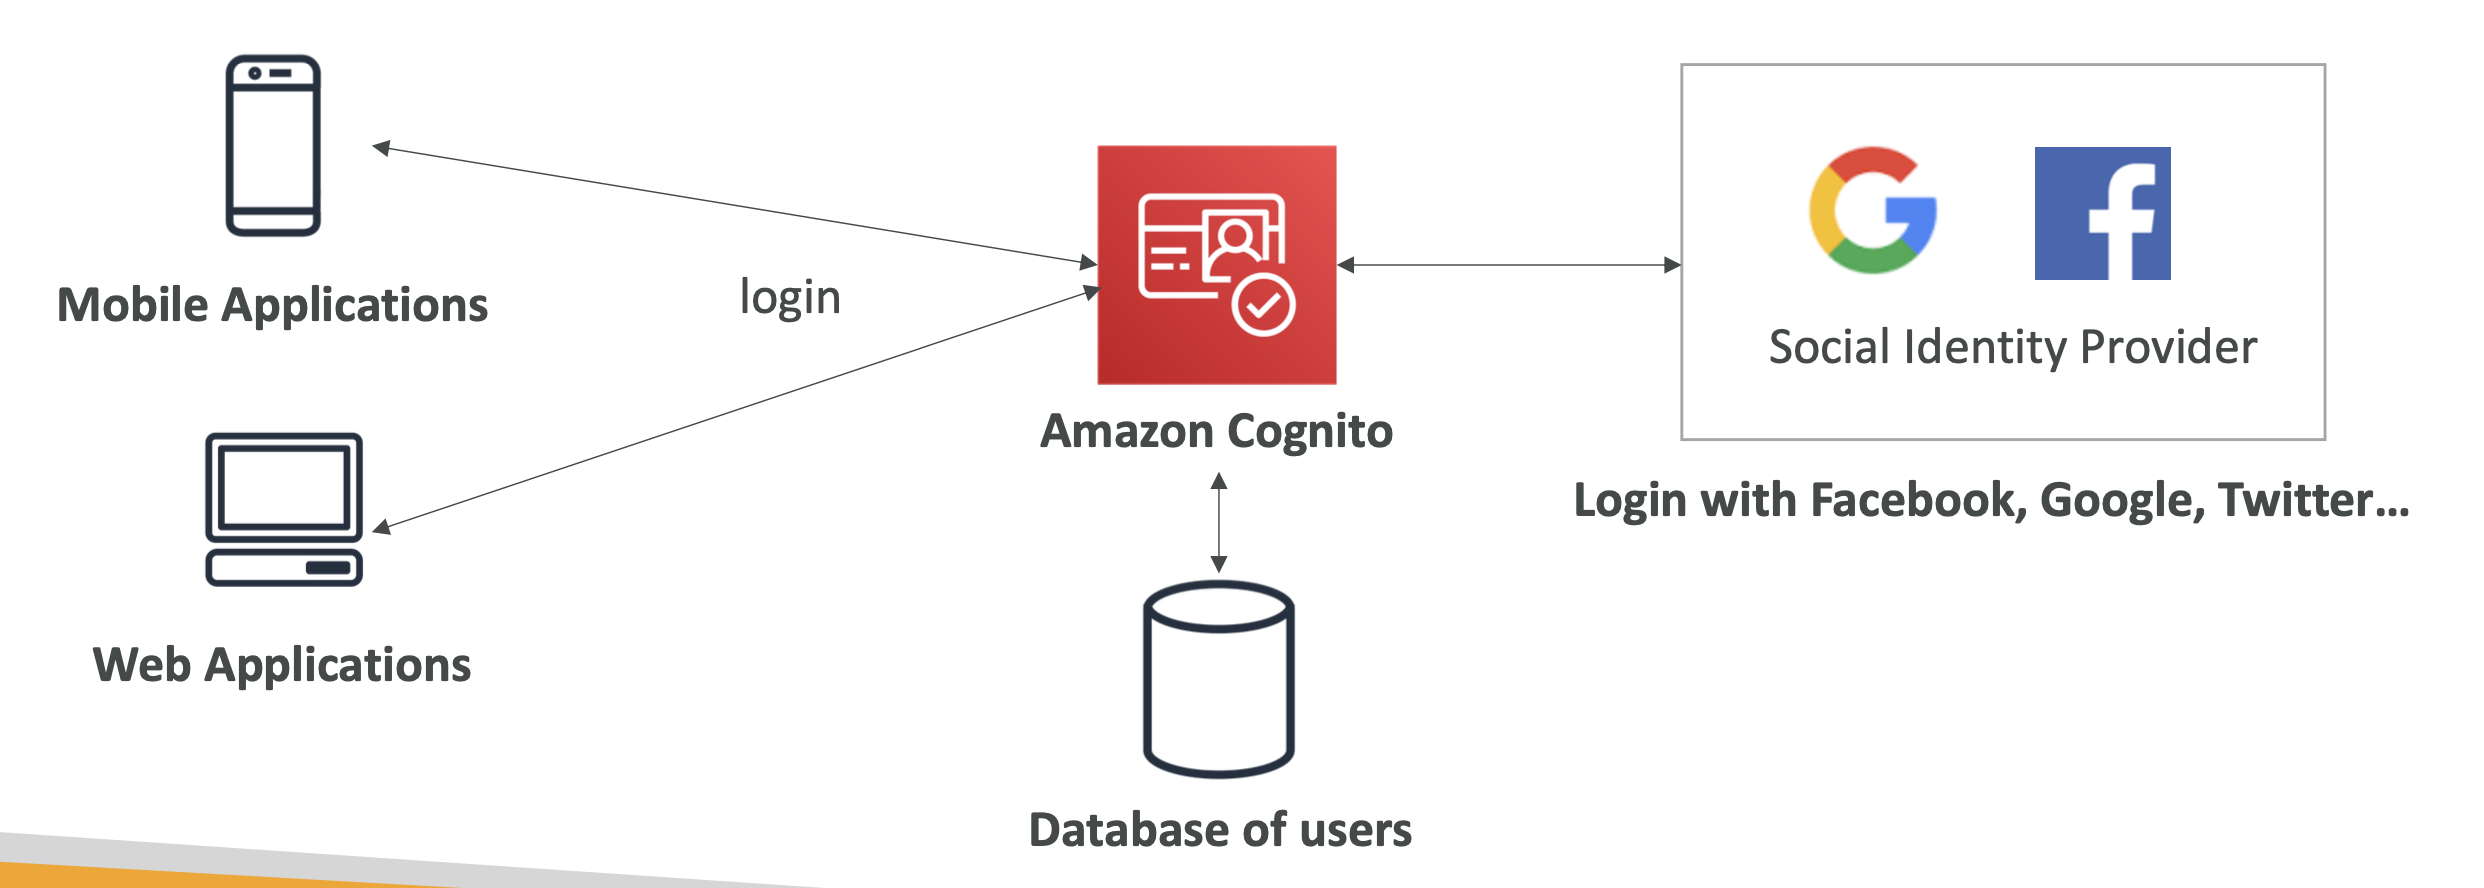 Mobile Applications
login
Web Applications
Amazon Cognito
Database of users
Social Identity Provider
Login with Facebook, Google, Twitter...